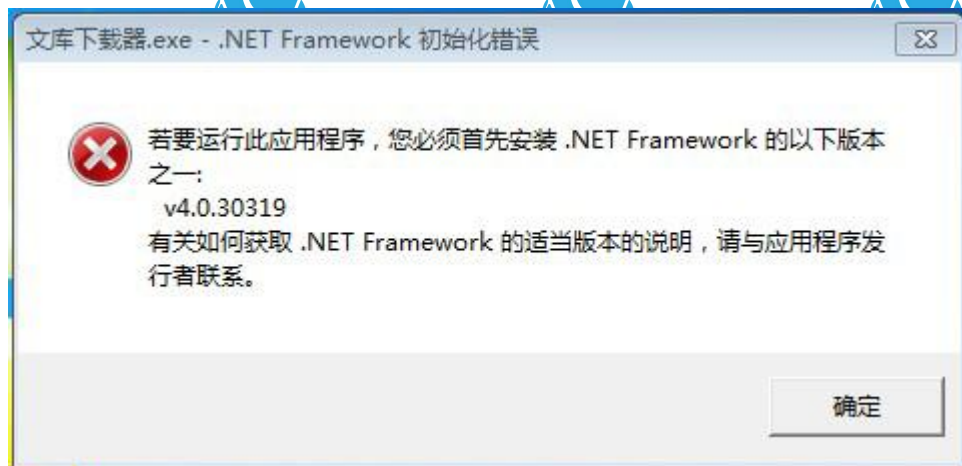 文库下载器.exe - .NET Framework 初始化错误
若要运行此应用程序，您必须首先安装 .NET Framework 的以下版本
之一:
v4.0.30319
有关如何获取 .NET Framework 的适当版本的说明，请与应用程序发
行者联系。
确定